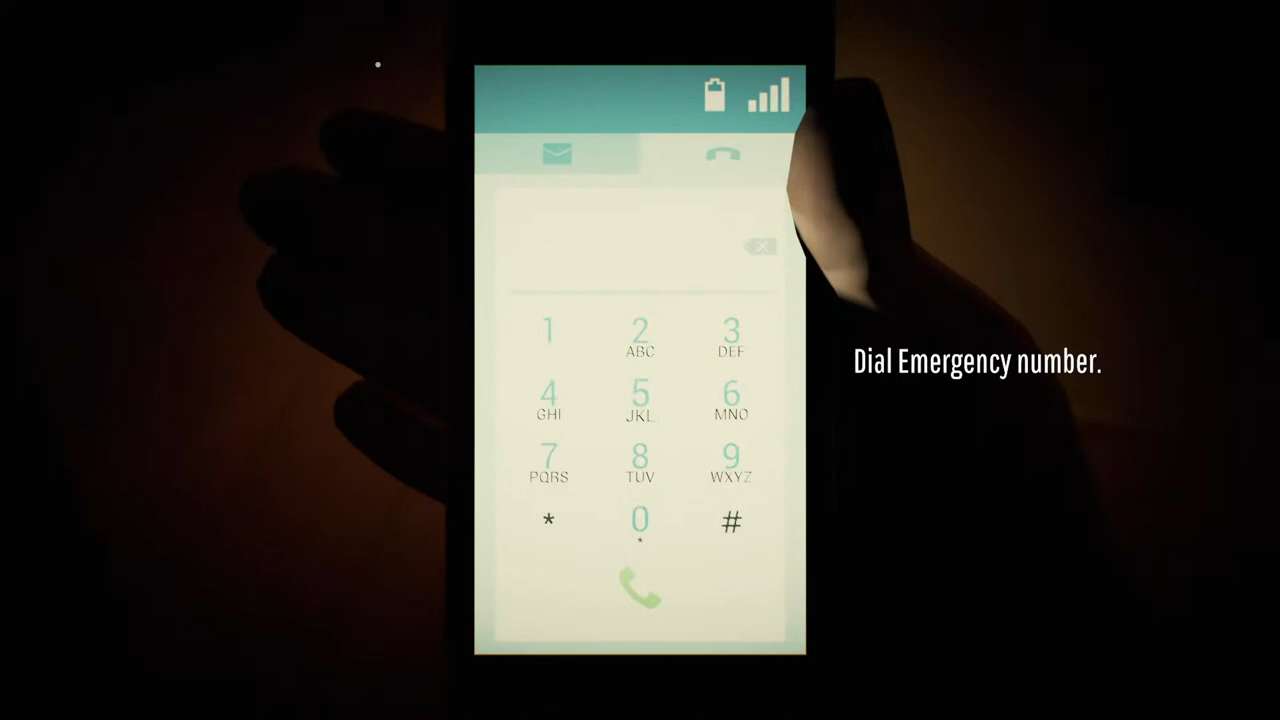 1 2 3
ABC DEF
4 5 6
GHI JKL MNO
7 8 9
PQRS TUV WXYZ
* 0 #
*
Dial Emergency number.